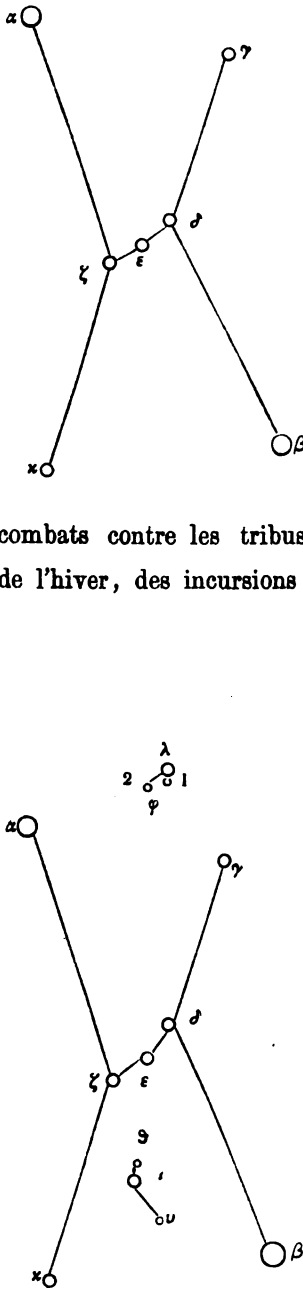 α γ
δ
ε
ζ
β
κ
combats contre les tribus
de l'hiver, des incursions
λ
2 1
φ
α
γ
δ
ζ ε
ϑ
ι
υ
β
κ